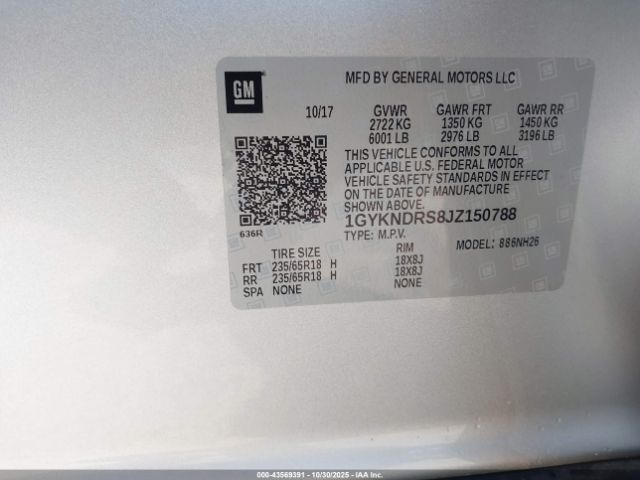 GM
MFD BY GENERAL MOTORS LLC
10/17 GVWR GAWR FRT GAWR RR
2722 KG 1350 KG 1450 KG
6001 LB 2976 LB 3196 LB
THIS VEHICLE CONFORMS TO ALL
APPLICABLE U.S. FEDERAL MOTOR
VEHICLE SAFETY STANDARDS IN EFFECT
ON THE DATE OF MANUFACTURE
SHOWN ABOVE.
1GYKNDRS8JZ150788
636R
TYPE: M.P.V. MODEL: 886NH26
TIRE SIZE RIM
FRT 235/65R18 H 18X8J
RR 235/65R18 H 18X8J
SPA NONE NONE
000-43569391 | 10/30/2025 - COPYRIGHT IAA, LLC